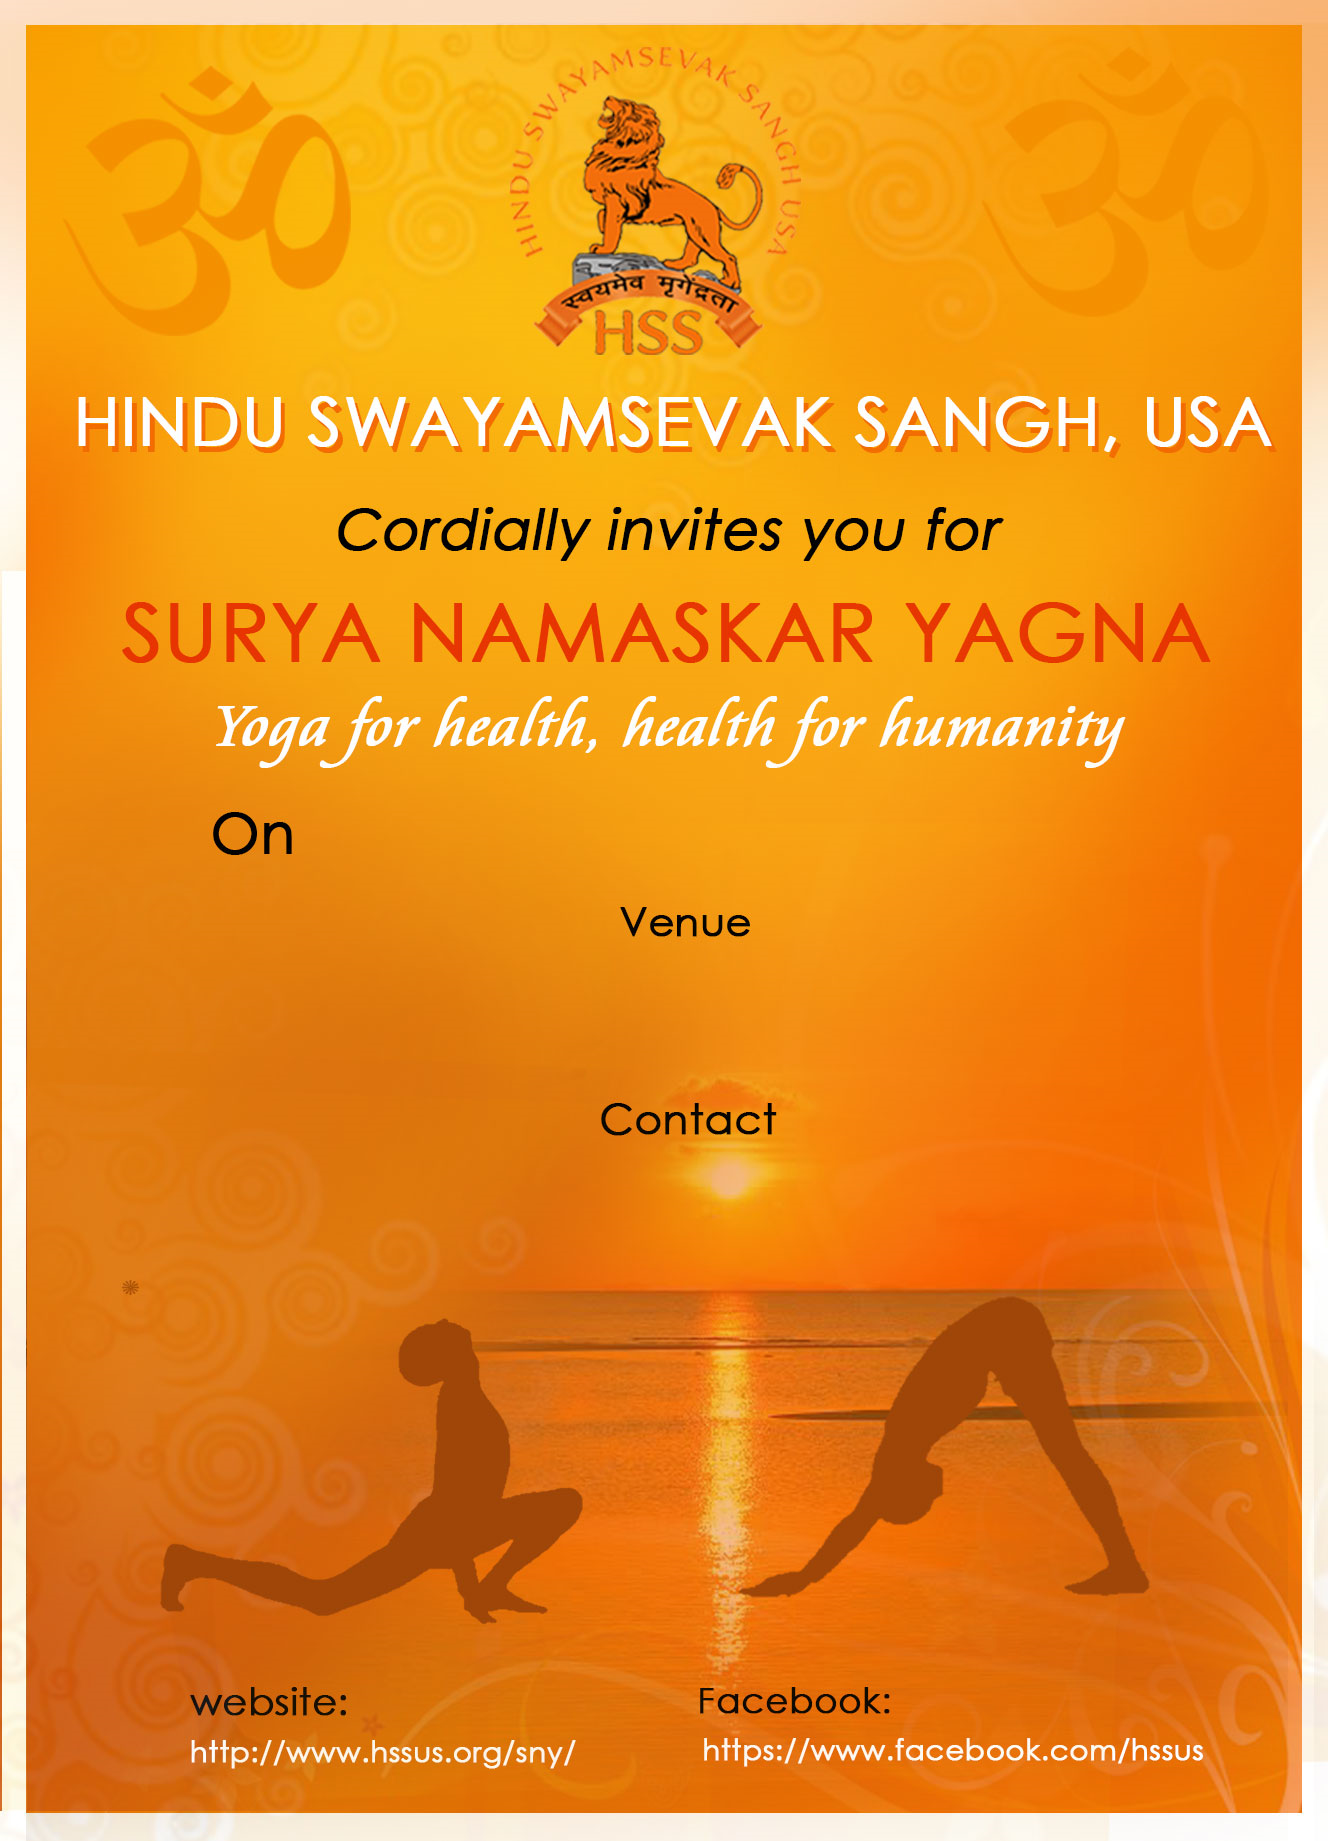 ॐ
ॐ
HINDU SWAYAMSEVAK SANGH USA
स्वयमेव मृगेंद्रता
HSS
HINDU SWAYAMSEVAK SANGH, USA
Cordially invites you for
SURYA NAMASKAR YAGNA
Yoga for health, health for humanity
On
Venue
Contact
website:
http://www.hssus.org/sny/
Facebook:
https://www.facebook.com/hssus